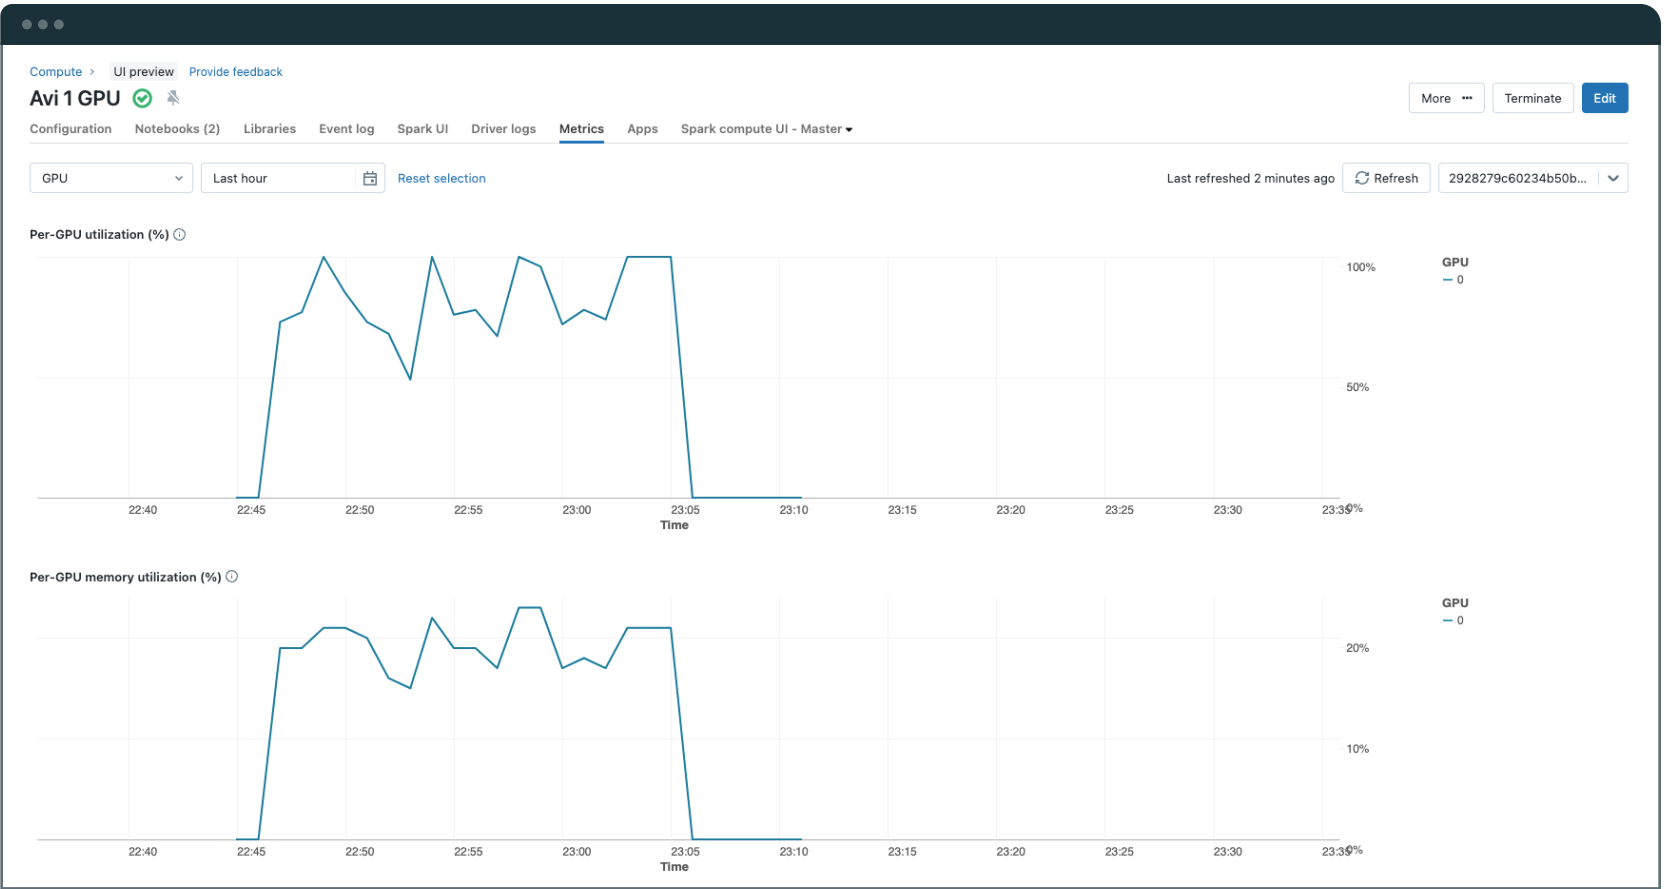 Compute › UI preview Provide feedback
Avi 1 GPU
More ··· Terminate Edit
Configuration Notebooks (2) Libraries Event log Spark UI Driver logs Metrics Apps Spark compute UI - Master
GPU Last hour Reset selection Last refreshed 2 minutes ago Refresh 2928279c60234b50b...
Per-GPU utilization (%)
GPU
0
100%
50%
0%
22:40 22:45 22:50 22:55 23:00 23:05 23:10 23:15 23:20 23:25 23:30 23:35
Time
Per-GPU memory utilization (%)
GPU
0
20%
10%
0%
22:40 22:45 22:50 22:55 23:00 23:05 23:10 23:15 23:20 23:25 23:30 23:35
Time